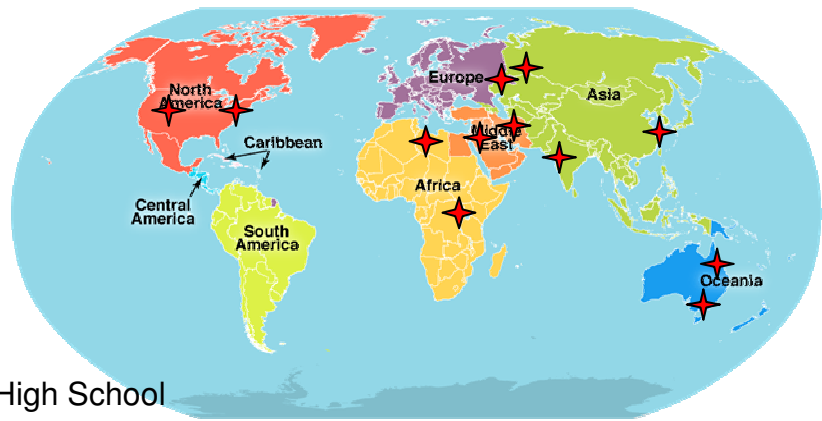 North
America
Europe
Asia
Middle
East
Caribbean
Africa
Central
America
South
America
Oceania
High School